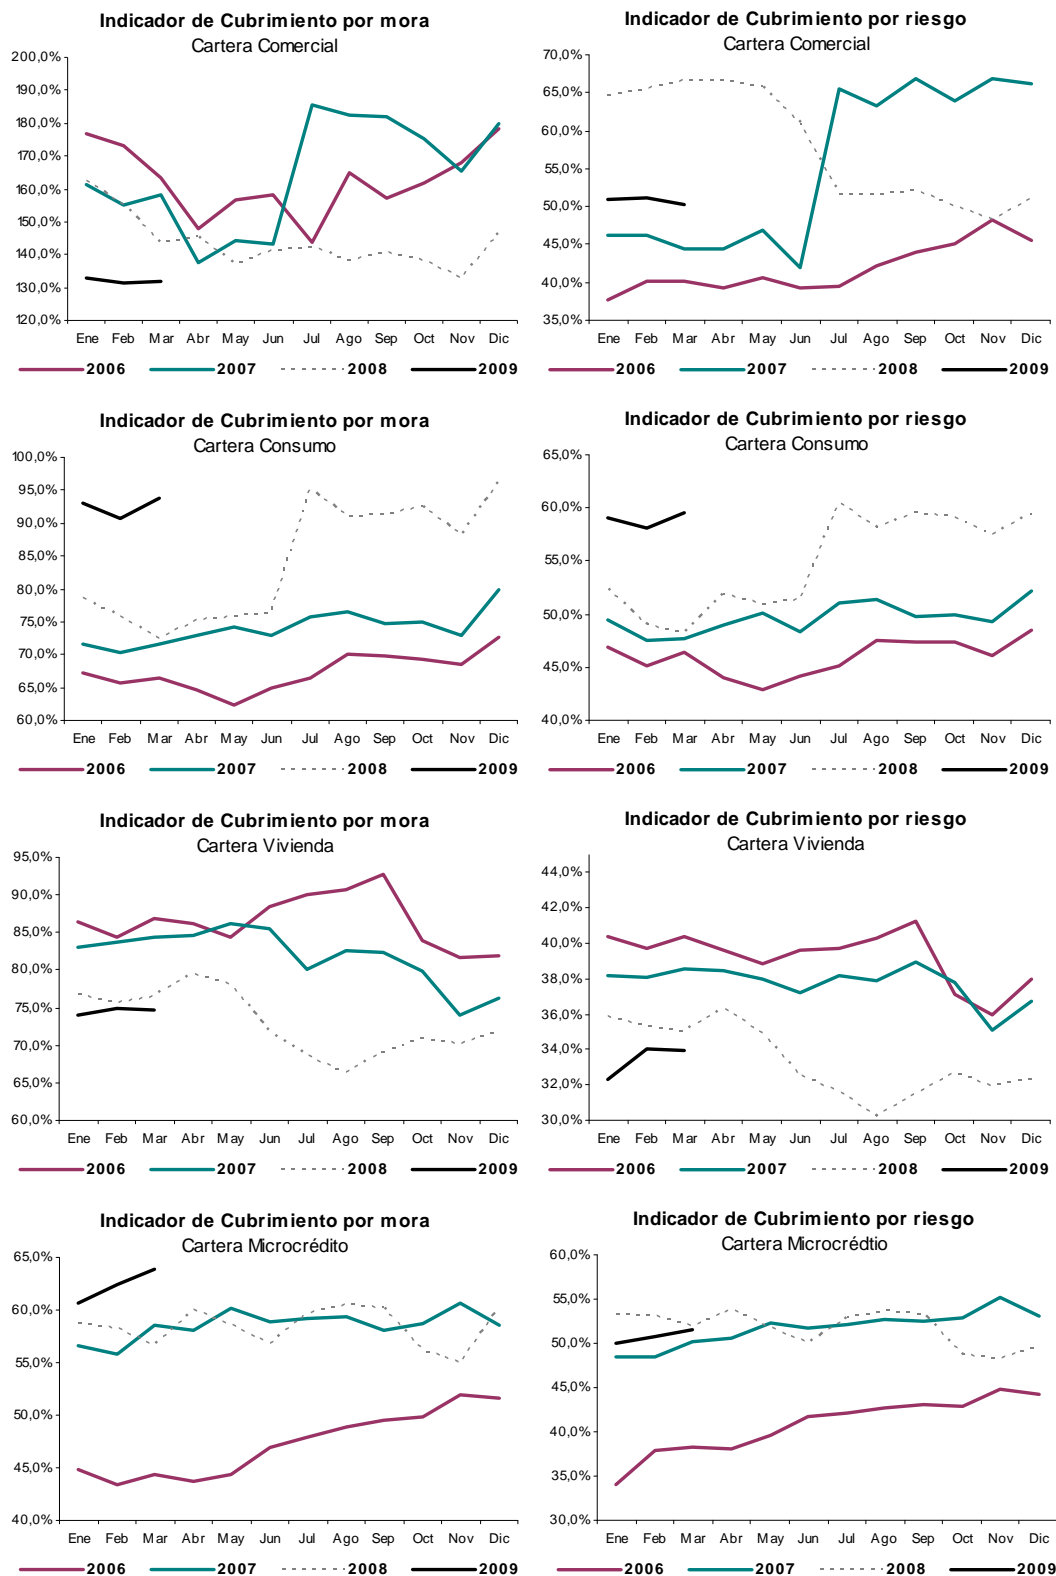 Indicador de Cubrimiento por mora
Cartera Comercial
200,0%
190,0%
180,0%
170,0%
160,0%
150,0%
140,0%
130,0%
120,0%
Ene Feb Mar Abr May Jun Jul Ago Sep Oct Nov Dic
2006 2007 2008 2009
Indicador de Cubrimiento por riesgo
Cartera Comercial
70,0%
65,0%
60,0%
55,0%
50,0%
45,0%
40,0%
35,0%
Ene Feb Mar Abr May Jun Jul Ago Sep Oct Nov Dic
2006 2007 2008 2009
Indicador de Cubrimiento por mora
Cartera Consumo
100,0%
95,0%
90,0%
85,0%
80,0%
75,0%
70,0%
65,0%
60,0%
Ene Feb Mar Abr May Jun Jul Ago Sep Oct Nov Dic
2006 2007 2008 2009
Indicador de Cubrimiento por riesgo
Cartera Consumo
65,0%
60,0%
55,0%
50,0%
45,0%
40,0%
Ene Feb Mar Abr May Jun Jul Ago Sep Oct Nov Dic
2006 2007 2008 2009
Indicador de Cubrimiento por mora
Cartera Vivienda
95,0%
90,0%
85,0%
80,0%
75,0%
70,0%
65,0%
60,0%
Ene Feb Mar Abr May Jun Jul Ago Sep Oct Nov Dic
2006 2007 2008 2009
Indicador de Cubrimiento por riesgo
Cartera Vivienda
44,0%
42,0%
40,0%
38,0%
36,0%
34,0%
32,0%
30,0%
Ene Feb Mar Abr May Jun Jul Ago Sep Oct Nov Dic
2006 2007 2008 2009
Indicador de Cubrimiento por mora
Cartera Microcrédito
65,0%
60,0%
55,0%
50,0%
45,0%
40,0%
Ene Feb Mar Abr May Jun Jul Ago Sep Oct Nov Dic
2006 2007 2008 2009
Indicador de Cubrimiento por riesgo
Cartera Microcrédtio
60,0%
55,0%
50,0%
45,0%
40,0%
35,0%
30,0%
Ene Feb Mar Abr May Jun Jul Ago Sep Oct Nov Dic
2006 2007 2008 2009